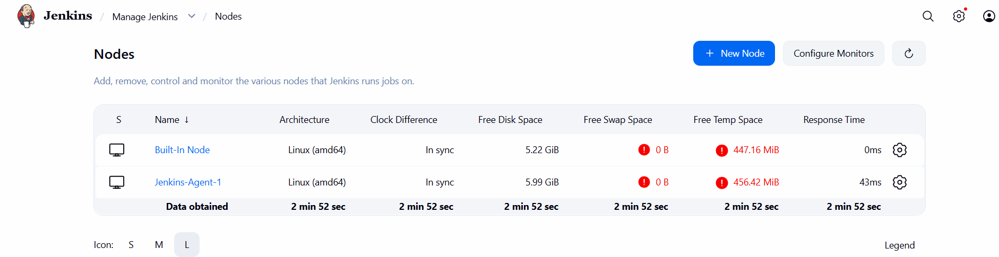 Jenkins / Manage Jenkins / Nodes
Nodes
+ New Node Configure Monitors
Add, remove, control and monitor the various nodes that Jenkins runs jobs on.
S Name ↓ Architecture Clock Difference Free Disk Space Free Swap Space Free Temp Space Response Time
Built-In Node Linux (amd64) In sync 5.22 GiB ! 0 B ! 447.16 MiB 0ms
Jenkins-Agent-1 Linux (amd64) In sync 5.99 GiB ! 0 B ! 456.42 MiB 43ms
Data obtained 2 min 52 sec 2 min 52 sec 2 min 52 sec 2 min 52 sec 2 min 52 sec 2 min 52 sec
Icon: S M L Legend